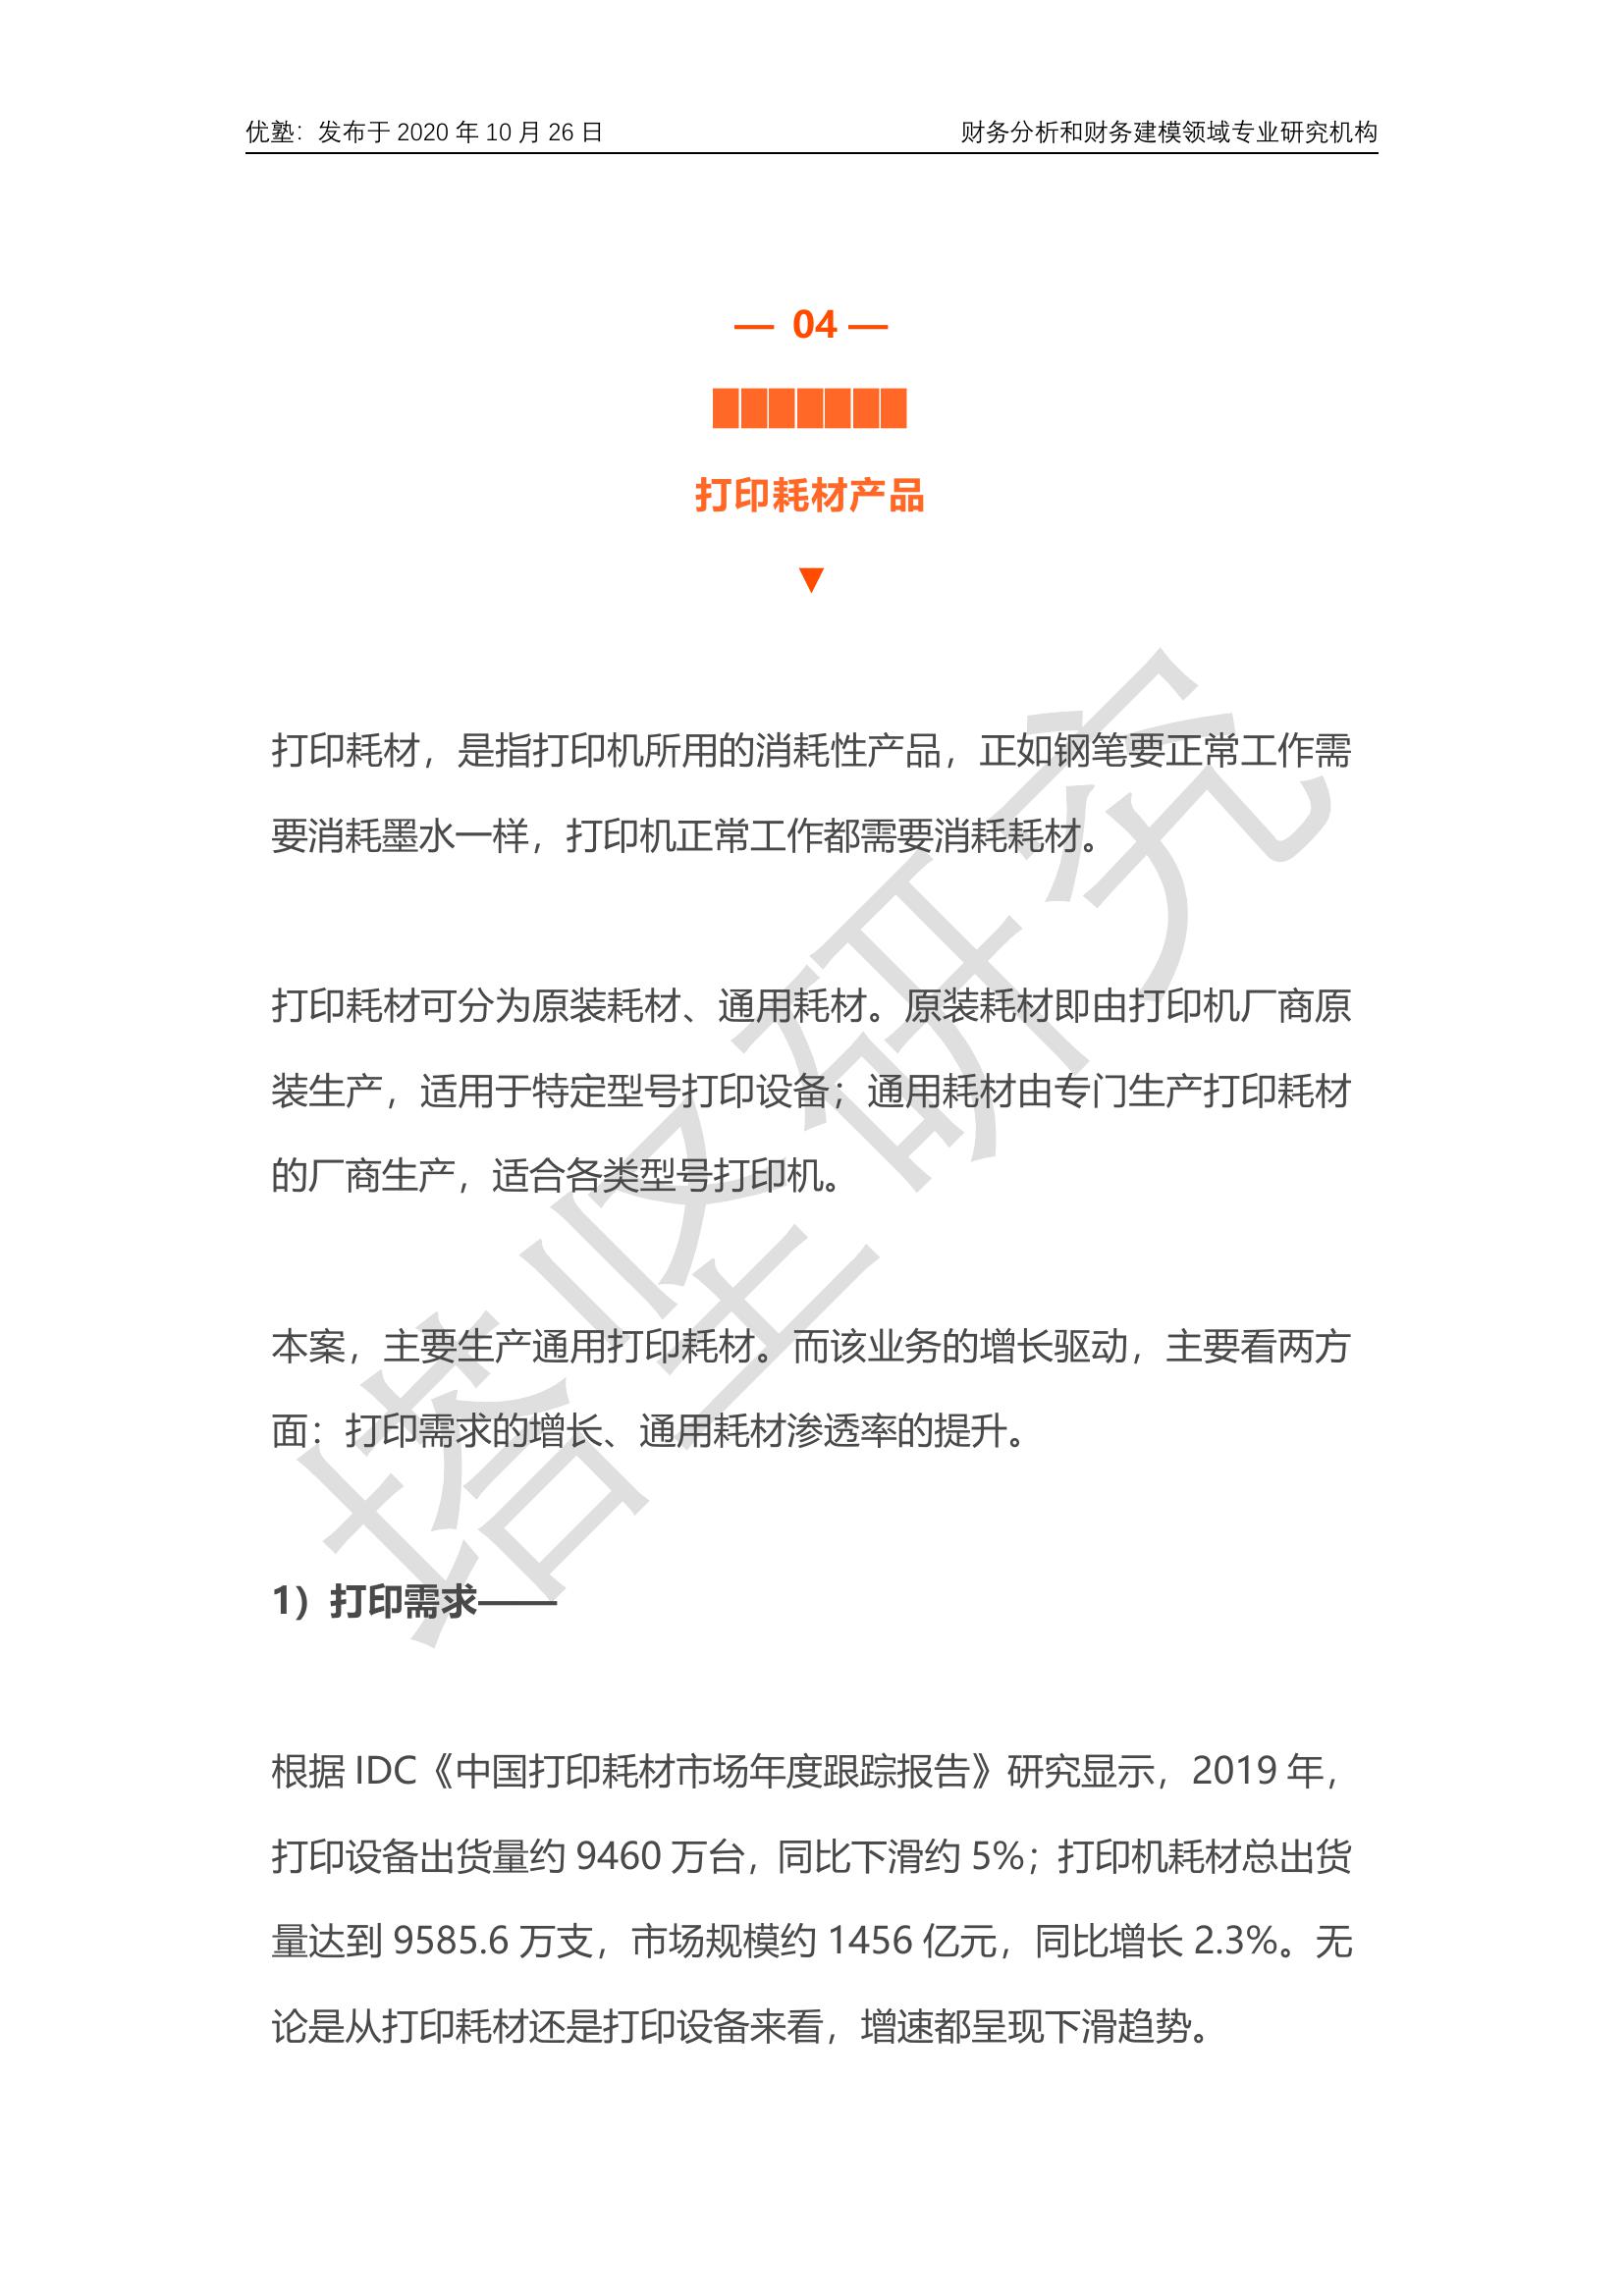 优塾：发布于 2020 年 10 月 26 日 财务分析和财务建模领域专业研究机构
— 04 —
███████
打印耗材产品
▼
打印耗材，是指打印机所用的消耗性产品，正如钢笔要正常工作需
要消耗墨水一样，打印机正常工作都需要消耗耗材。
打印耗材可分为原装耗材、通用耗材。原装耗材即由打印机厂商原
装生产，适用于特定型号打印设备；通用耗材由专门生产打印耗材
的厂商生产，适合各类型号打印机。
本案，主要生产通用打印耗材。而该业务的增长驱动，主要看两方
面：打印需求的增长、通用耗材渗透率的提升。
1）打印需求——
根据 IDC《中国打印耗材市场年度跟踪报告》研究显示，2019 年，
打印设备出货量约 9460 万台，同比下滑约 5%；打印机耗材总出货
量达到 9585.6 万支，市场规模约 1456 亿元，同比增长 2.3%。无
论是从打印耗材还是打印设备来看，增速都呈现下滑趋势。
塔坚研究